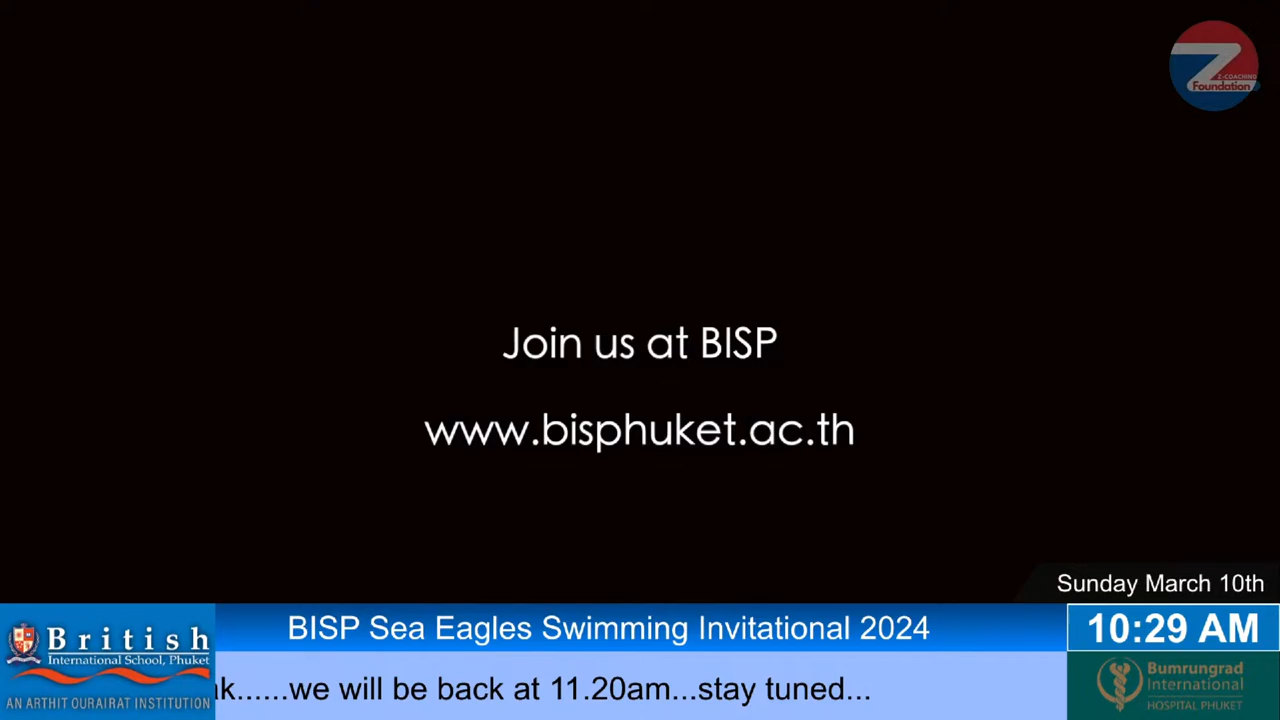 Z-COACHING
Foundation
Join us at BISP
www.bisphuket.ac.th
Sunday March 10th
British
International School, Phuket
AN ARTHIT OURAIRAT INSTITUTION
BISP Sea Eagles Swimming Invitational 2024
10:29 AM
......we will be back at 11.20am...stay tuned...
Bumrungrad
International
HOSPITAL PHUKET